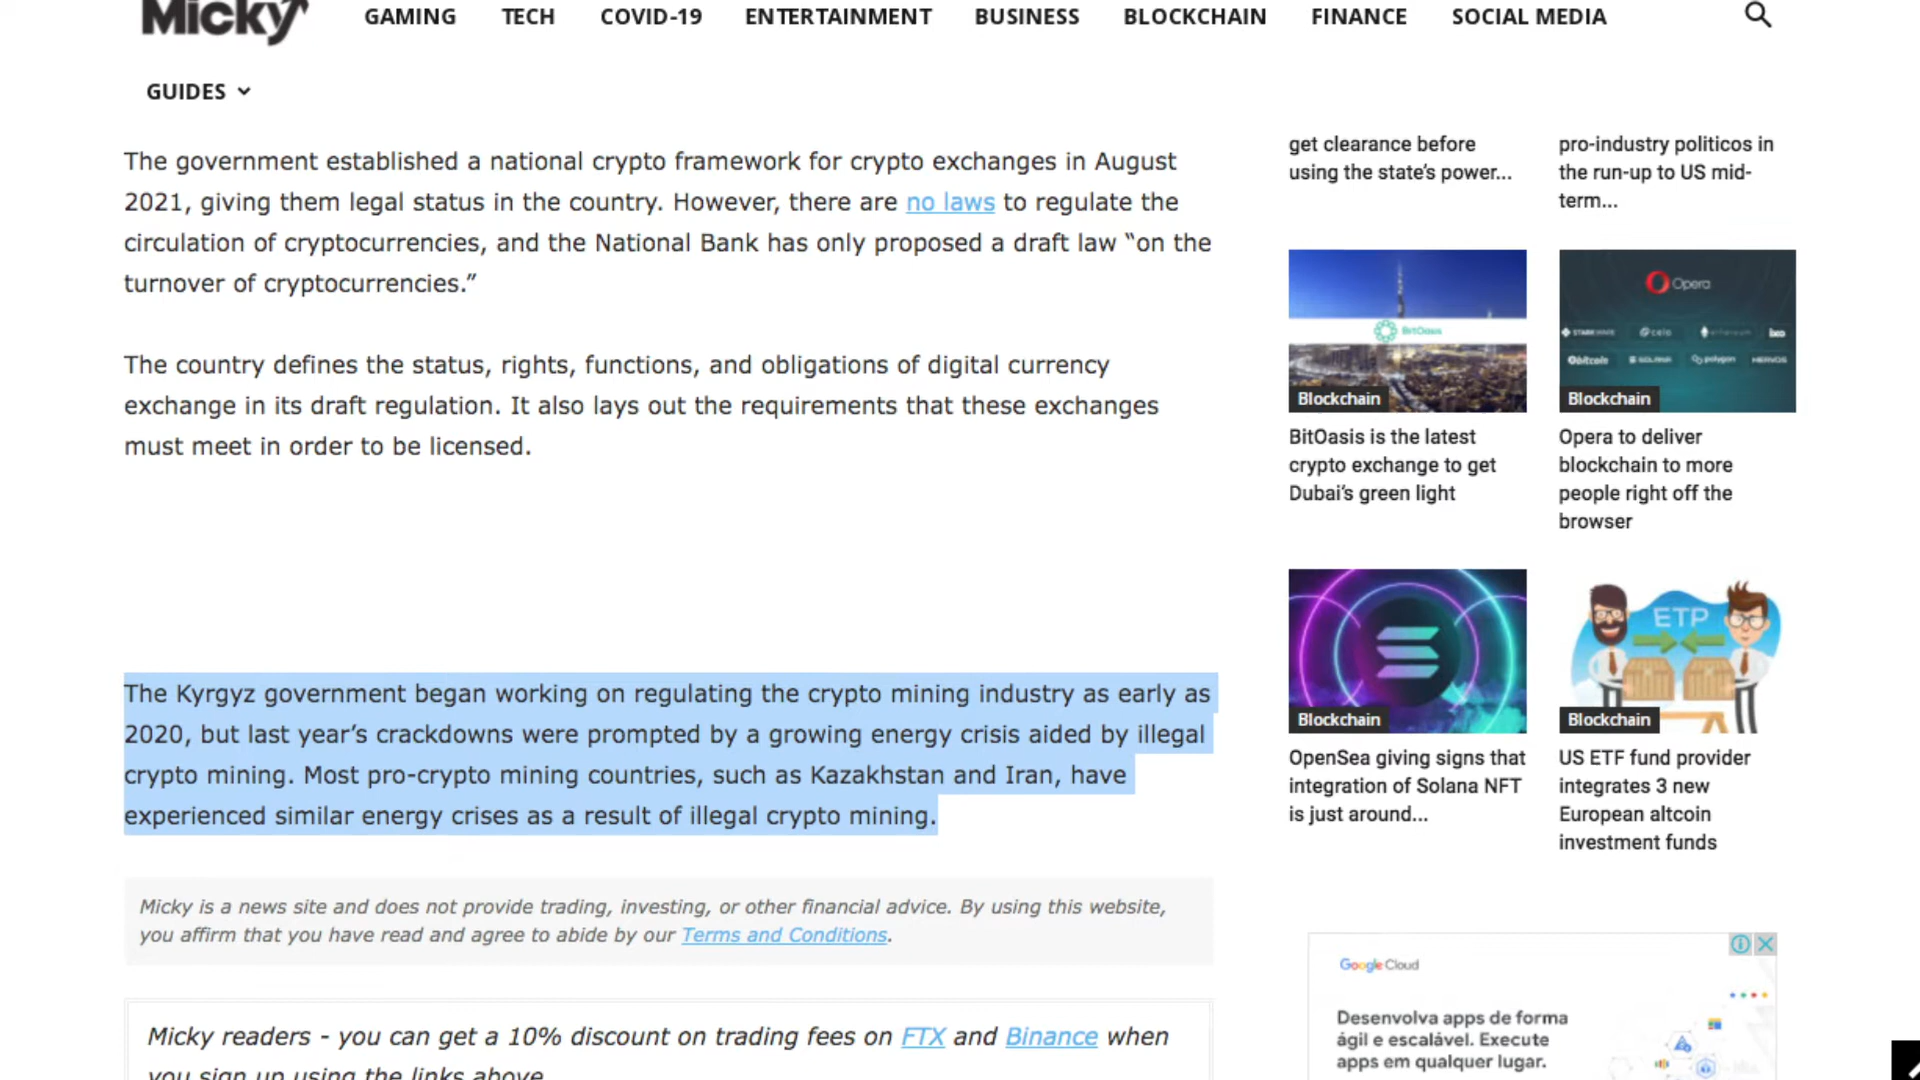 Micky
GAMING TECH COVID-19 ENTERTAINMENT BUSINESS BLOCKCHAIN FINANCE SOCIAL MEDIA
GUIDES
The government established a national crypto framework for crypto exchanges in August
2021, giving them legal status in the country. However, there are no laws to regulate the
circulation of cryptocurrencies, and the National Bank has only proposed a draft law “on the
turnover of cryptocurrencies.”
The country defines the status, rights, functions, and obligations of digital currency
exchange in its draft regulation. It also lays out the requirements that these exchanges
must meet in order to be licensed.
The Kyrgyz government began working on regulating the crypto mining industry as early as
2020, but last year’s crackdowns were prompted by a growing energy crisis aided by illegal
crypto mining. Most pro-crypto mining countries, such as Kazakhstan and Iran, have
experienced similar energy crises as a result of illegal crypto mining.
Micky is a news site and does not provide trading, investing, or other financial advice. By using this website,
you affirm that you have read and agree to abide by our Terms and Conditions.
Micky readers - you can get a 10% discount on trading fees on FTX and Binance when
you sign up using the links above.
get clearance before
using the state’s power...
pro-industry politicos in
the run-up to US mid-
term...
BitOasis
Blockchain
BitOasis is the latest
crypto exchange to get
Dubai’s green light
Opera
STARKWARE celo ethereum ixo
bitcoin SOLANA polygon NERVOS
Blockchain
Opera to deliver
blockchain to more
people right off the
browser
Blockchain
OpenSea giving signs that
integration of Solana NFT
is just around...
ETP
Blockchain
US ETF fund provider
integrates 3 new
European altcoin
investment funds
Google Cloud
Desenvolva apps de forma
ágil e escalável. Execute
apps em qualquer lugar.